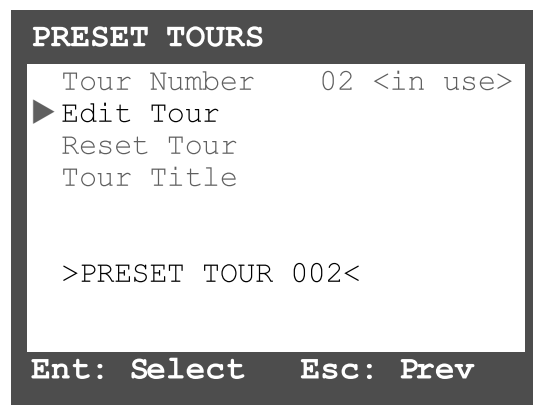 PRESET TOURS
Tour Number 02 <in use>
Edit Tour
Reset Tour
Tour Title
>PRESET TOUR 002<
Ent: Select Esc: Prev